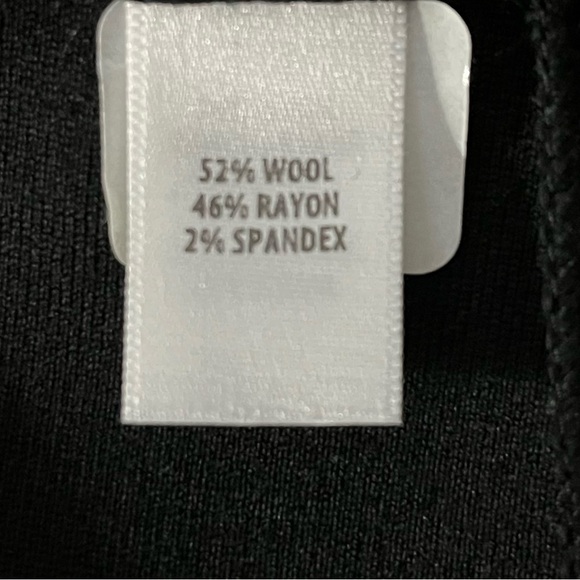 52% WOOL
46% RAYON
2% SPANDEX